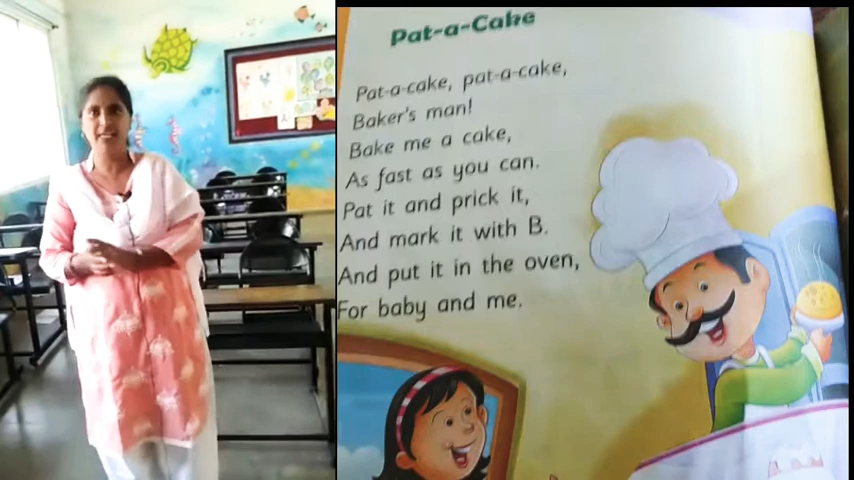 Pat-a-Cake
Pat-a-cake, pat-a-cake,
Baker's man!
Bake me a cake,
As fast as you can.
Pat it and prick it,
And mark it with B.
And put it in the oven,
For baby and me.